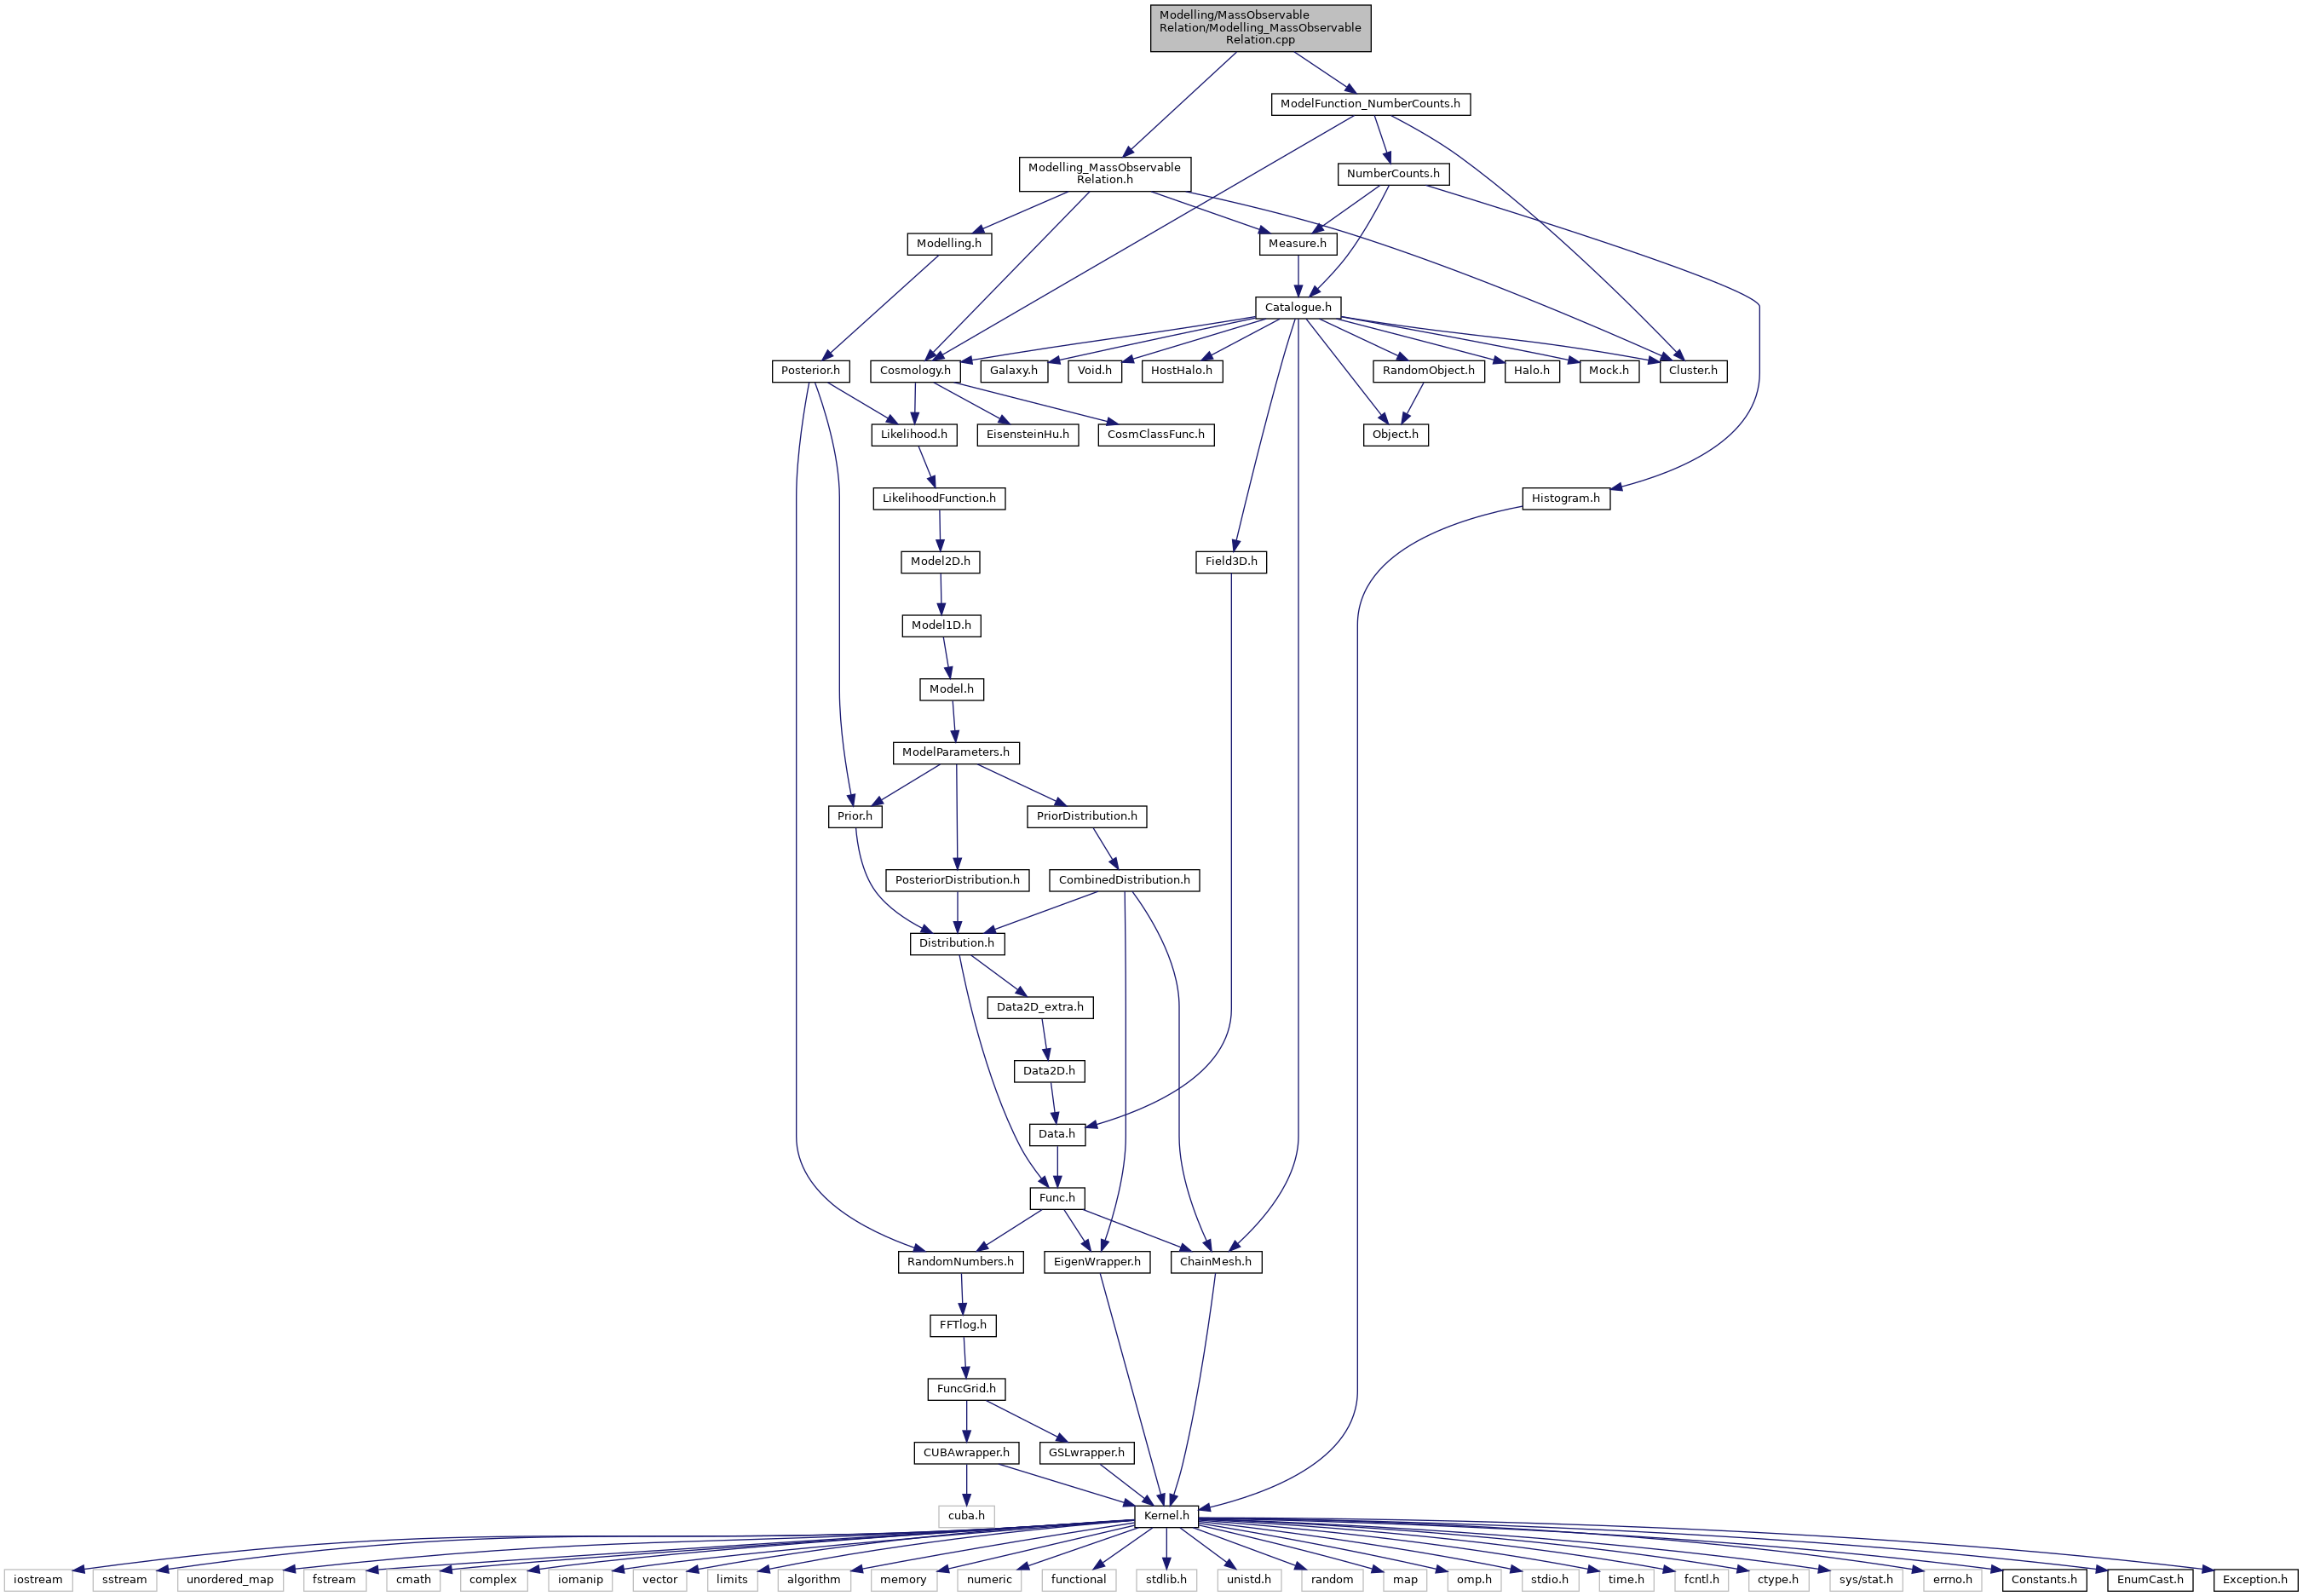 Modelling/MassObservable
Relation/Modelling_MassObservable
Relation.cpp
ModelFunction_NumberCounts.h
Modelling_MassObservable
Relation.h
NumberCounts.h
Modelling.h
Measure.h
Catalogue.h
Posterior.h
Cosmology.h
Galaxy.h
Void.h
HostHalo.h
RandomObject.h
Halo.h
Mock.h
Cluster.h
Likelihood.h
EisensteinHu.h
CosmClassFunc.h
Object.h
LikelihoodFunction.h
Histogram.h
Model2D.h
Field3D.h
Model1D.h
Model.h
ModelParameters.h
Prior.h
PriorDistribution.h
PosteriorDistribution.h
CombinedDistribution.h
Distribution.h
Data2D_extra.h
Data2D.h
Data.h
Func.h
RandomNumbers.h
EigenWrapper.h
ChainMesh.h
FFTlog.h
FuncGrid.h
CUBAwrapper.h
GSLwrapper.h
cuba.h
Kernel.h
iostream
sstream
unordered_map
fstream
cmath
complex
iomanip
vector
limits
algorithm
memory
numeric
functional
stdlib.h
unistd.h
random
map
omp.h
stdio.h
time.h
fcntl.h
ctype.h
sys/stat.h
errno.h
Constants.h
EnumCast.h
Exception.h